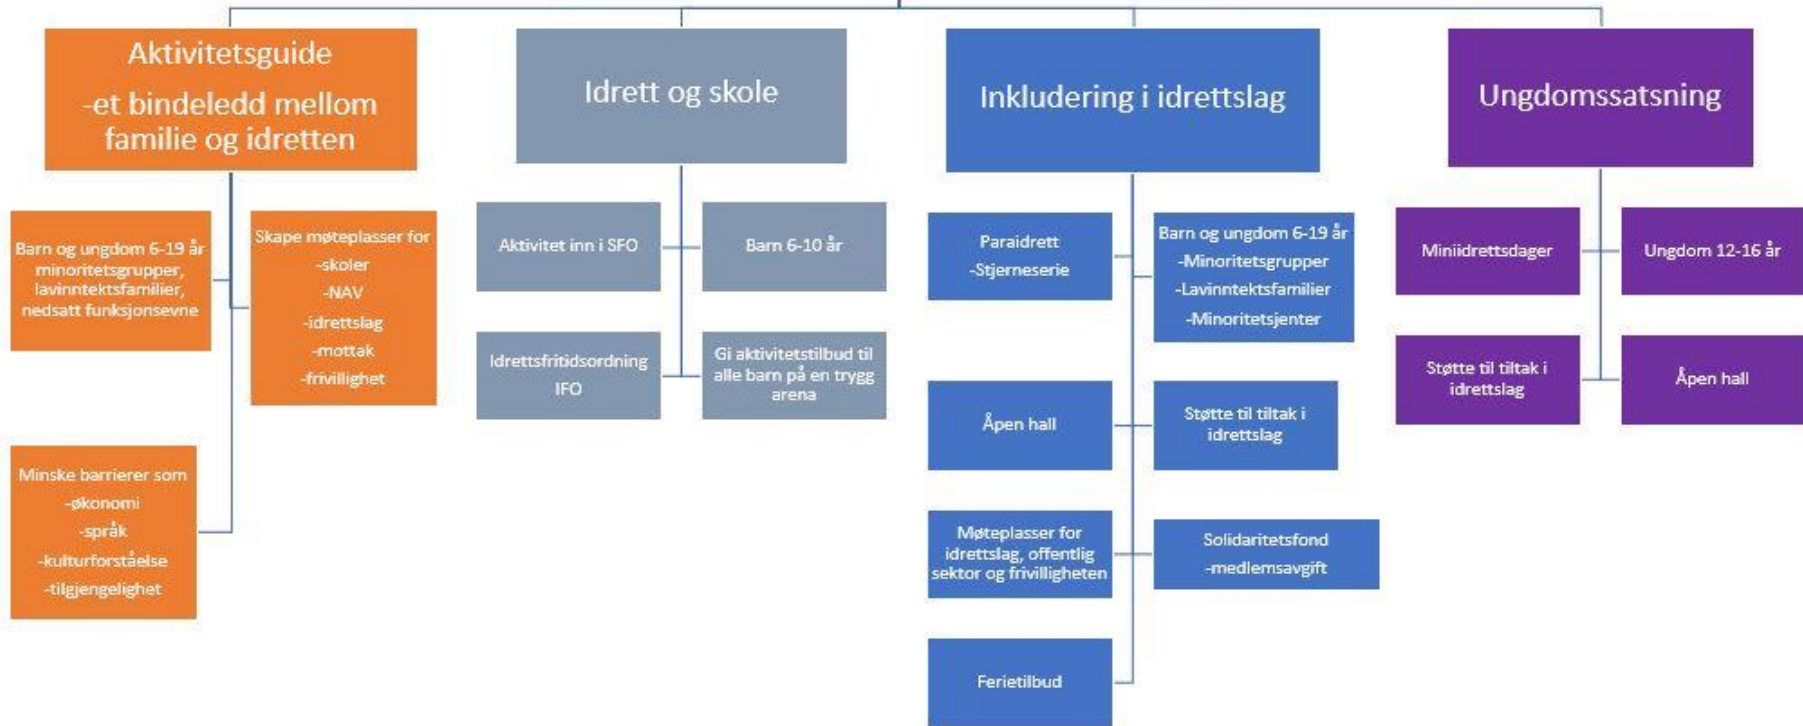 Aktivitetsguide
-et bindeledd mellom
familie og idretten
Barn og ungdom 6-19 år
minoritetsgrupper,
lavinntektsfamilier,
nedsatt funksjonsevne
Skape møteplasser for
-skoler
-NAV
-idrettslag
-mottak
-frivillighet
Minske barrierer som
-økonomi
-språk
-kulturforståelse
-tilgjengelighet
Idrett og skole
Aktivitet inn i SFO
Barn 6-10 år
Idrettsfritidsordning
IFO
Gi aktivitetstilbud til
alle barn på en trygg
arena
Inkludering i idrettslag
Paraidrett
-Stjerneserie
Barn og ungdom 6-19 år
-Minoritetsgrupper
-Lavinntektsfamilier
-Minoritetsjenter
Åpen hall
Støtte til tiltak i
idrettslag
Møteplasser for
idrettslag, offentlig
sektor og frivilligheten
Solidaritetsfond
-medlemsavgift
Ferietilbud
Ungdomssatsning
Miniidrettsdager
Ungdom 12-16 år
Støtte til tiltak i
idrettslag
Åpen hall